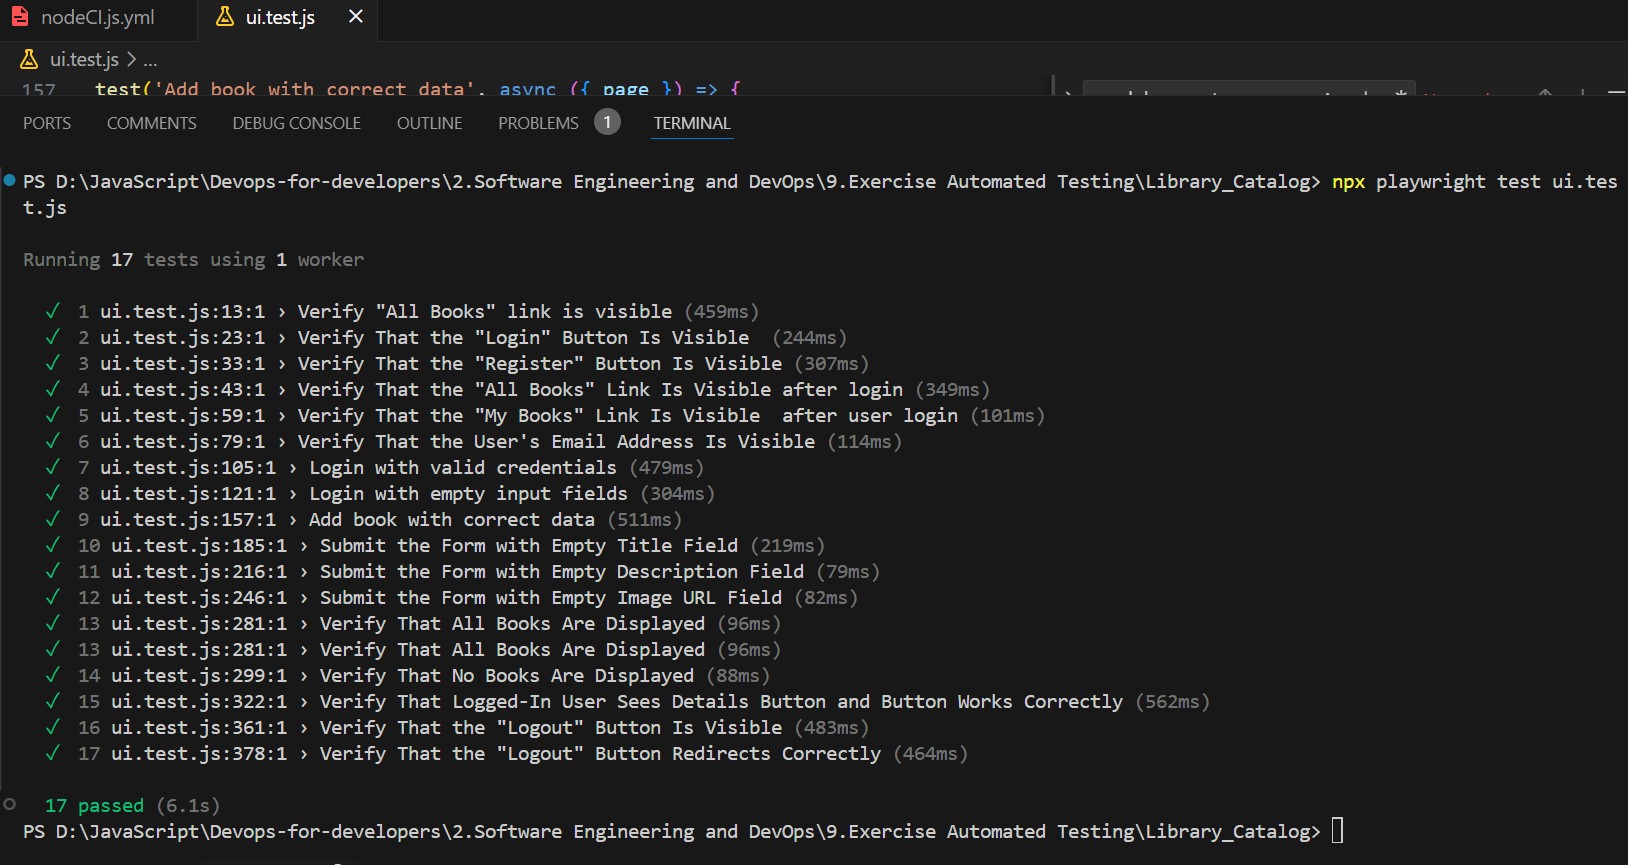 nodeCI.js.yml
ui.test.js
ui.test.js > ...
157 test('Add book with correct data', async ({ page }) => {
PORTS COMMENTS DEBUG CONSOLE OUTLINE PROBLEMS 1 TERMINAL
PS D:\JavaScript\Devops-for-developers\2.Software Engineering and DevOps\9.Exercise Automated Testing\Library_Catalog> npx playwright test ui.tes
t.js
Running 17 tests using 1 worker
✓ 1 ui.test.js:13:1 › Verify "All Books" link is visible (459ms)
✓ 2 ui.test.js:23:1 › Verify That the "Login" Button Is Visible  (244ms)
✓ 3 ui.test.js:33:1 › Verify That the "Register" Button Is Visible (307ms)
✓ 4 ui.test.js:43:1 › Verify That the "All Books" Link Is Visible after login (349ms)
✓ 5 ui.test.js:59:1 › Verify That the "My Books" Link Is Visible  after user login (101ms)
✓ 6 ui.test.js:79:1 › Verify That the User's Email Address Is Visible (114ms)
✓ 7 ui.test.js:105:1 › Login with valid credentials (479ms)
✓ 8 ui.test.js:121:1 › Login with empty input fields (304ms)
✓ 9 ui.test.js:157:1 › Add book with correct data (511ms)
✓ 10 ui.test.js:185:1 › Submit the Form with Empty Title Field (219ms)
✓ 11 ui.test.js:216:1 › Submit the Form with Empty Description Field (79ms)
✓ 12 ui.test.js:246:1 › Submit the Form with Empty Image URL Field (82ms)
✓ 13 ui.test.js:281:1 › Verify That All Books Are Displayed (96ms)
✓ 13 ui.test.js:281:1 › Verify That All Books Are Displayed (96ms)
✓ 14 ui.test.js:299:1 › Verify That No Books Are Displayed (88ms)
✓ 15 ui.test.js:322:1 › Verify That Logged-In User Sees Details Button and Button Works Correctly (562ms)
✓ 16 ui.test.js:361:1 › Verify That the "Logout" Button Is Visible (483ms)
✓ 17 ui.test.js:378:1 › Verify That the "Logout" Button Redirects Correctly (464ms)
17 passed (6.1s)
PS D:\JavaScript\Devops-for-developers\2.Software Engineering and DevOps\9.Exercise Automated Testing\Library_Catalog>